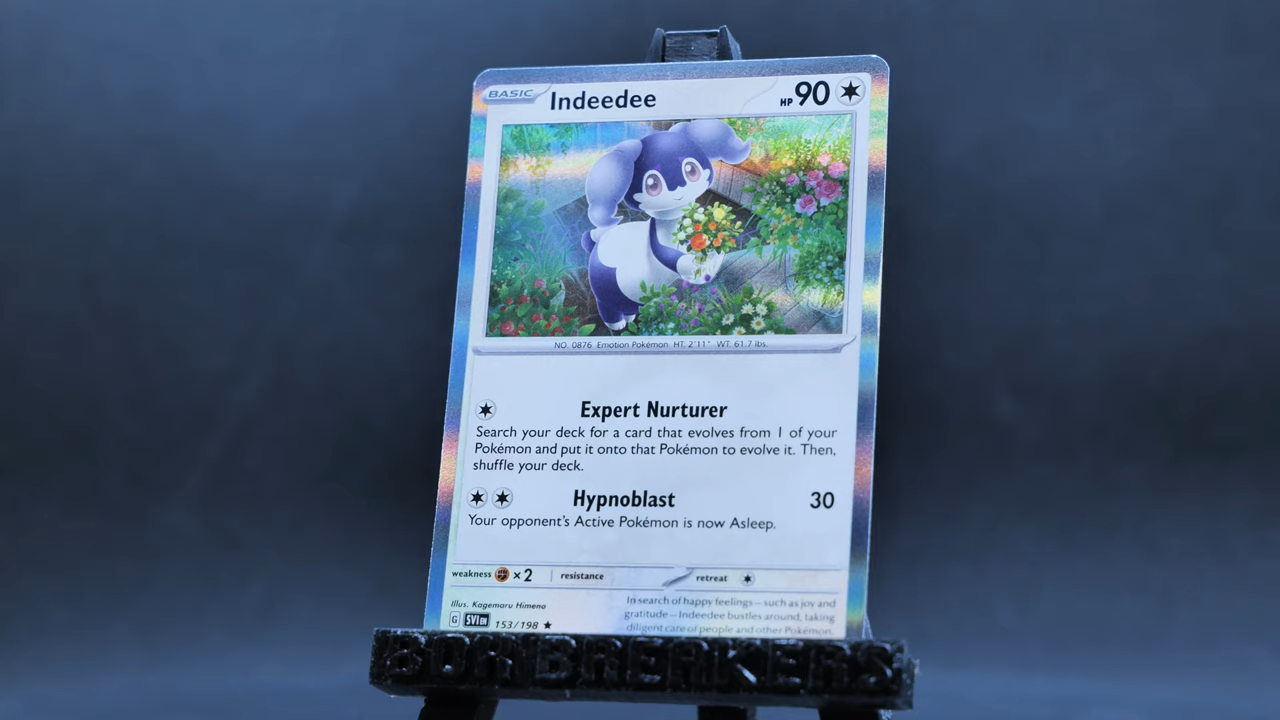 BASIC Indeedee HP 90
NO. 0876 Emotion Pokémon HT: 2'11" WT: 61.7 lbs.
Expert Nurturer
Search your deck for a card that evolves from 1 of your
Pokémon and put it onto that Pokémon to evolve it. Then,
shuffle your deck.
Hypnoblast 30
Your opponent's Active Pokémon is now Asleep.
weakness ×2 resistance retreat
Illus. Kagemaru Himeno
In search of happy feelings—such as joy and
gratitude—Indeedee bustles around, taking
diligent care of people and other Pokémon.
G SVI EN 153/198 ★
BOMBREAKERS